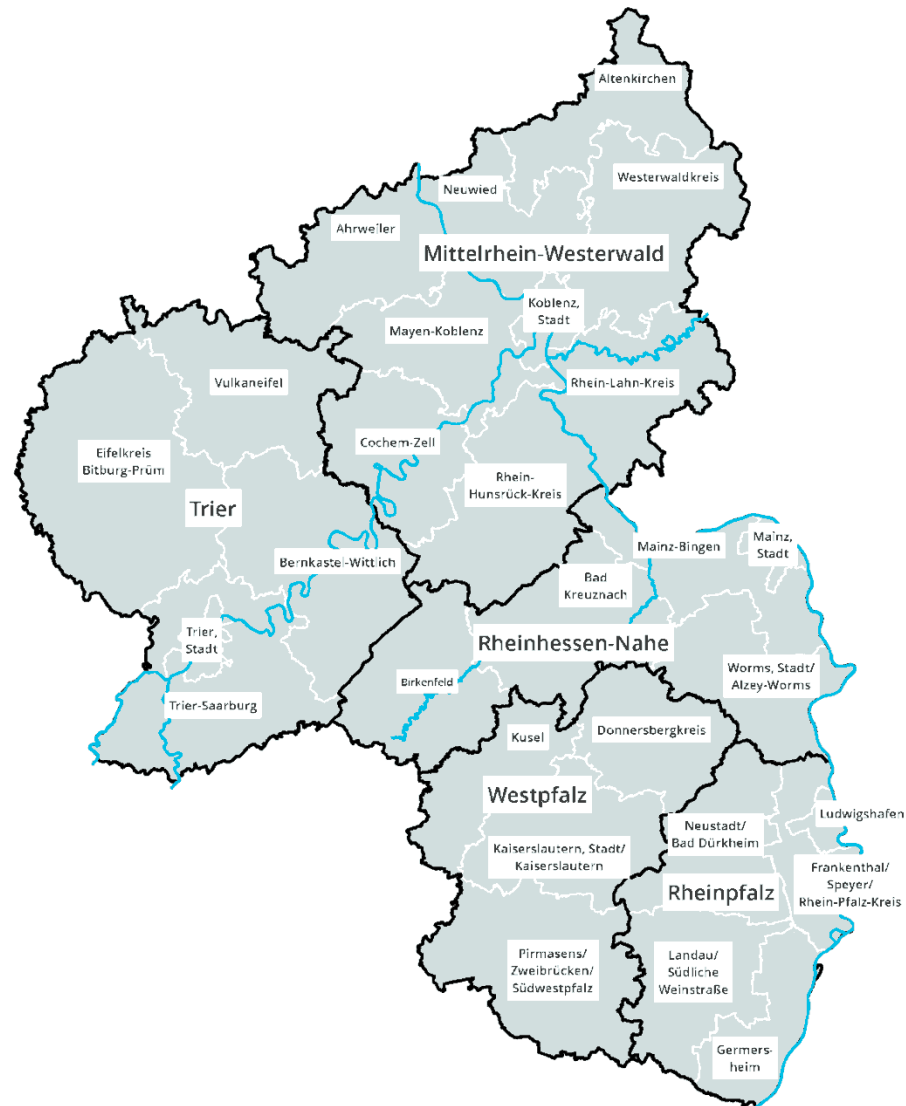 Altenkirchen
Westerwaldkreis
Neuwied
Ahrweiler
Mittelrhein-Westerwald
Koblenz,
Stadt
Mayen-Koblenz
Vulkaneifel
Rhein-Lahn-Kreis
Cochem-Zell
Eifelkreis
Bitburg-Prüm
Rhein-
Hunsrück-Kreis
Trier
Mainz-Bingen
Mainz,
Stadt
Bernkastel-Wittlich
Bad
Kreuznach
Trier,
Stadt
Rheinhessen-Nahe
Worms, Stadt/
Alzey-Worms
Birkenfeld
Trier-Saarburg
Donnersbergkreis
Kusel
Westpfalz
Ludwigshafen
Neustadt/
Bad Dürkheim
Kaiserslautern, Stadt/
Kaiserslautern
Frankenthal/
Speyer/
Rhein-Pfalz-Kreis
Rheinpfalz
Pirmasens/
Zweibrücken/
Südwestpfalz
Landau/
Südliche
Weinstraße
Germers-
heim